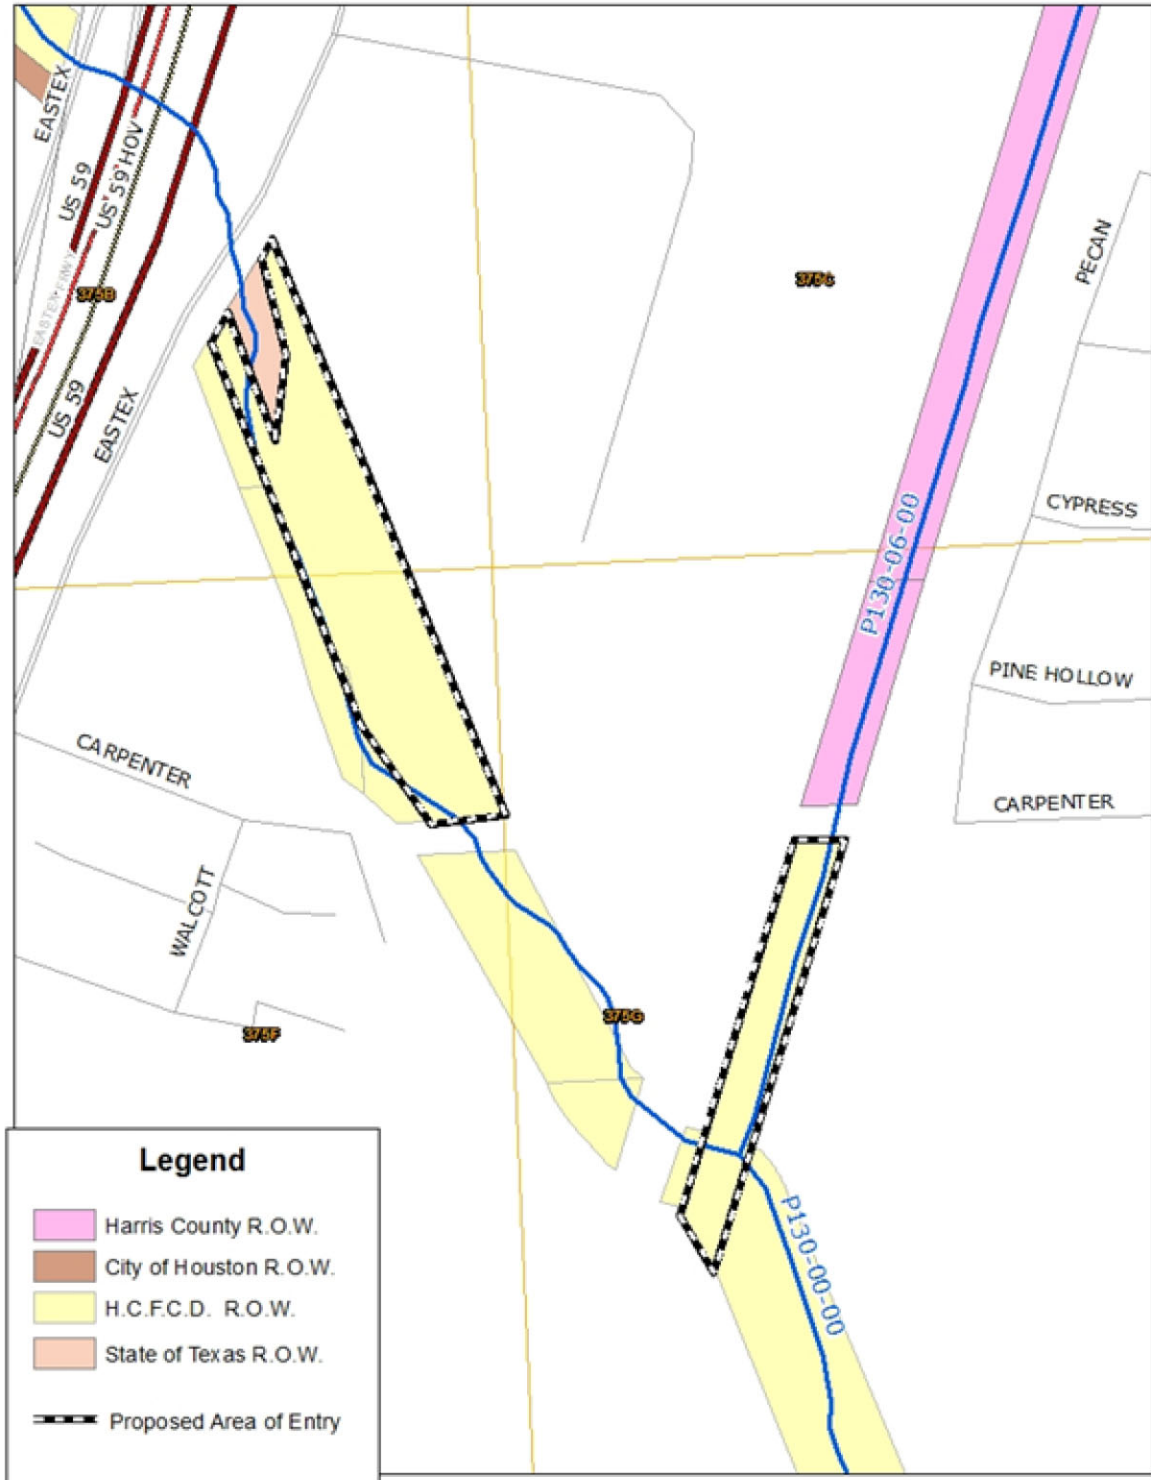 EASTEX
US 59
US 59 HOV
PECAN
375B
375C
EASTEX FRWY
US 59
EASTEX
CYPRESS
P130-06-00
PINE HOLLOW
CARPENTER
CARPENTER
WALCOTT
375G
375F
P130-00-00
Legend
Harris County R.O.W.
City of Houston R.O.W.
H.C.F.C.D. R.O.W.
State of Texas R.O.W.
Proposed Area of Entry